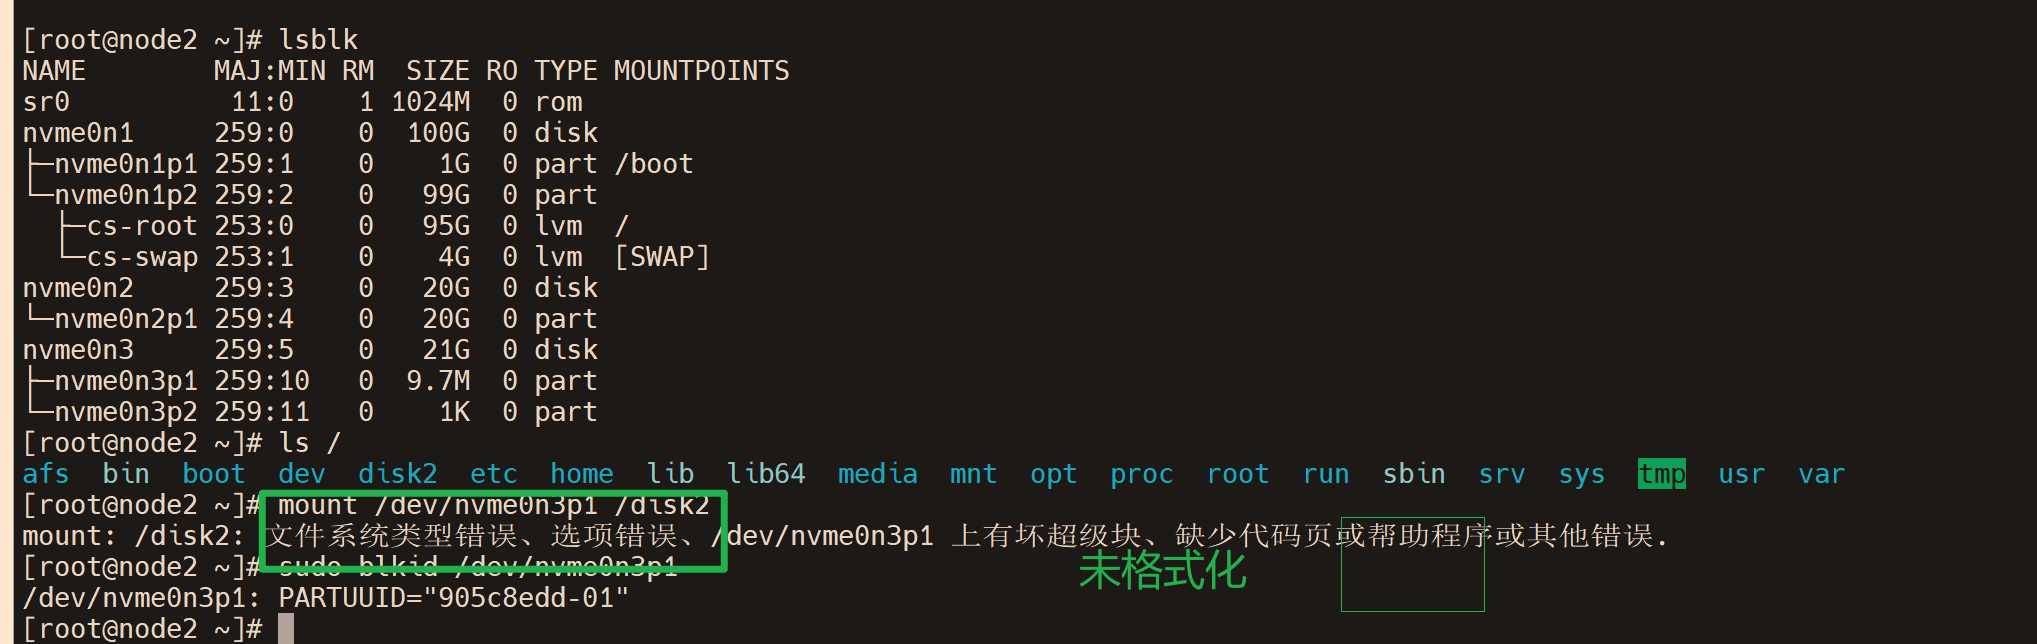 [root@node2 ~]# lsblk
NAME        MAJ:MIN RM  SIZE RO TYPE MOUNTPOINTS
sr0          11:0    1 1024M  0 rom
nvme0n1     259:0    0  100G  0 disk
├─nvme0n1p1 259:1    0    1G  0 part /boot
└─nvme0n1p2 259:2    0   99G  0 part
  ├─cs-root 253:0    0   95G  0 lvm  /
  └─cs-swap 253:1    0    4G  0 lvm  [SWAP]
nvme0n2     259:3    0   20G  0 disk
└─nvme0n2p1 259:4    0   20G  0 part
nvme0n3     259:5    0   21G  0 disk
├─nvme0n3p1 259:10   0  9.7M  0 part
└─nvme0n3p2 259:11   0    1K  0 part
[root@node2 ~]# ls /
afs  bin  boot  dev  disk2  etc  home  lib  lib64  media  mnt  opt  proc  root  run  sbin  srv  sys  tmp  usr  var
[root@node2 ~]# mount /dev/nvme0n3p1 /disk2
mount: /disk2: 文件系统类型错误、选项错误、/dev/nvme0n3p1 上有坏超级块、缺少代码页或帮助程序或其他错误.
[root@node2 ~]# sudo blkid /dev/nvme0n3p1
未格式化
/dev/nvme0n3p1: PARTUUID="905c8edd-01"
[root@node2 ~]#